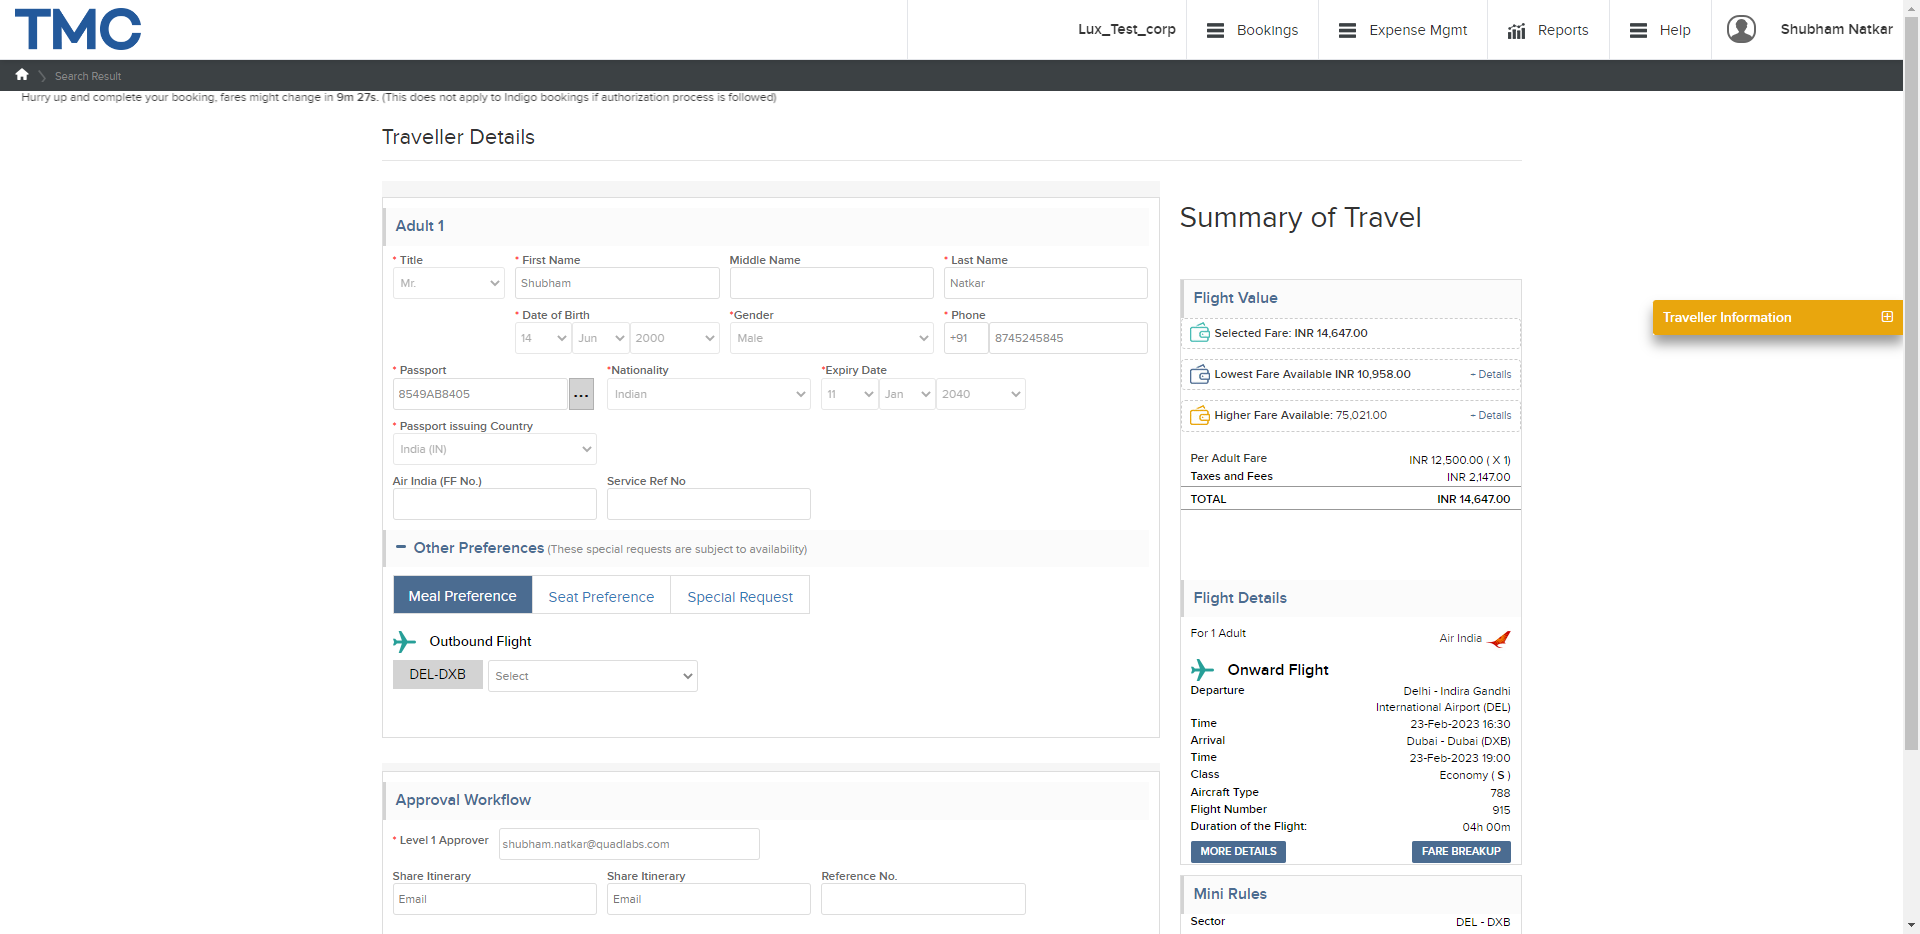 TMC
Lux_Test_corp
Bookings
Expense Mgmt
Reports
Help
Shubham Natkar
Search Result
Hurry up and complete your booking, fares might change in 9m 27s. (This does not apply to Indigo bookings if authorization process is followed)
Traveller Details
Adult 1
* Title
* First Name
Middle Name
* Last Name
Mr.
Shubham
Natkar
* Date of Birth
*Gender
* Phone
14
Jun
2000
Male
+91
8745245845
* Passport
*Nationality
*Expiry Date
8549AB8405
...
Indian
11
Jan
2040
* Passport issuing Country
India (IN)
Air India (FF No.)
Service Ref No
Other Preferences (These special requests are subject to availability)
Meal Preference
Seat Preference
Special Request
Outbound Flight
DEL-DXB
Select
Approval Workflow
* Level 1 Approver
shubham.natkar@quadlabs.com
Share Itinerary
Share Itinerary
Reference No.
Email
Email
Summary of Travel
Flight Value
Selected Fare: INR 14,647.00
Lowest Fare Available INR 10,958.00 + Details
Higher Fare Available: 75,021.00 + Details
Per Adult Fare INR 12,500.00 ( X 1)
Taxes and Fees INR 2,147.00
TOTAL INR 14,647.00
Flight Details
For 1 Adult Air India
Onward Flight
Departure Delhi - Indira Gandhi
International Airport (DEL)
Time 23-Feb-2023 16:30
Arrival Dubai - Dubai (DXB)
Time 23-Feb-2023 19:00
Class Economy ( S )
Aircraft Type 788
Flight Number 915
Duration of the Flight: 04h 00m
MORE DETAILS
FARE BREAKUP
Mini Rules
Sector DEL - DXB
Traveller Information